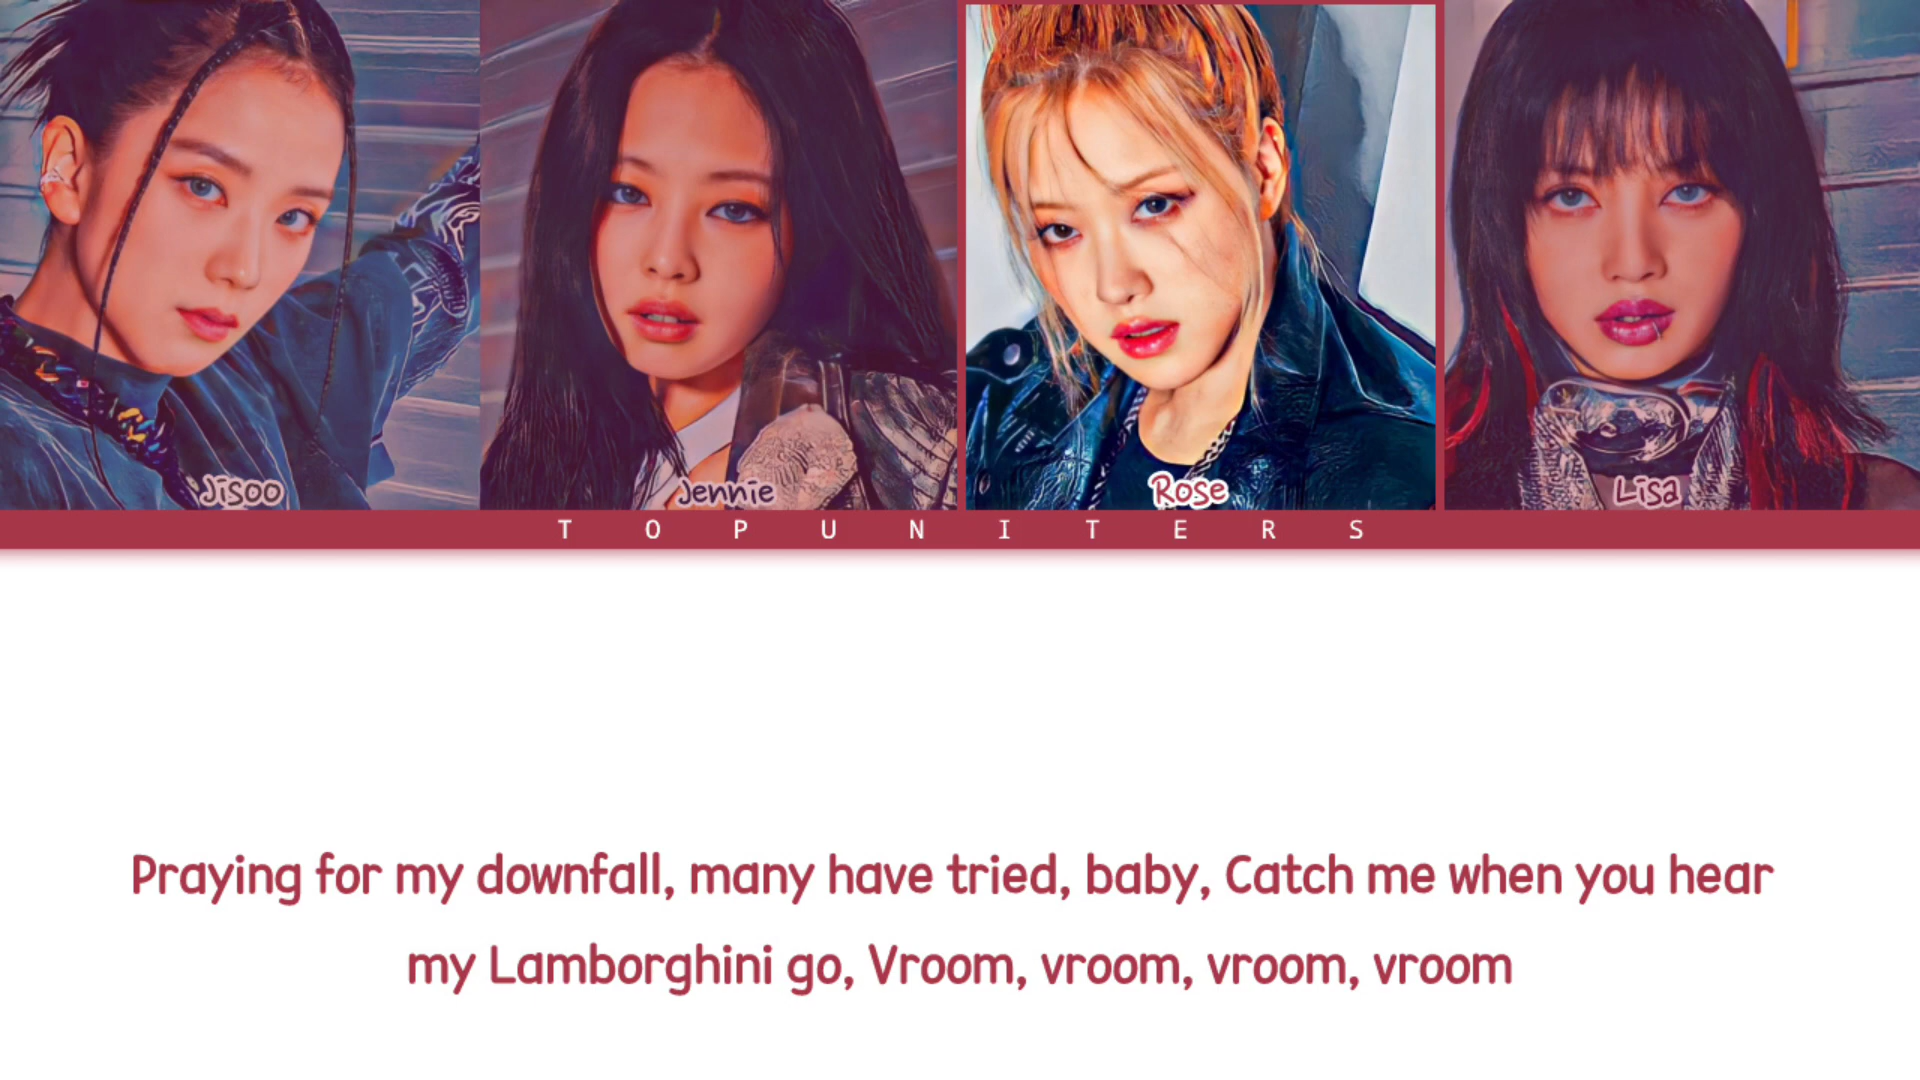 Jisoo
Jennie
Rose
Lisa
TOPUNITERS
Praying for my downfall, many have tried, baby, Catch me when you hear
my Lamborghini go, Vroom, vroom, vroom, vroom